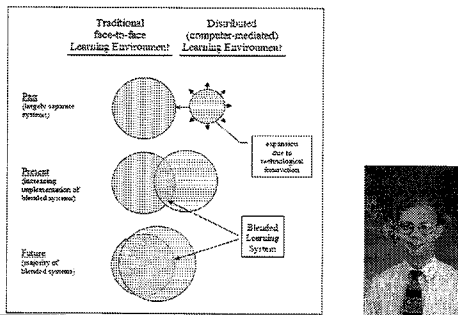 Traditional
face-to-face
Learning Environment
Distributed
(computer-mediated)
Learning Environment
Past
(largely separate
systems)
expansion
due to
technological
innovation
Present
(increasing
implementation of
blended systems)
Blended
Learning
System
Future
(majority of
blended systems)